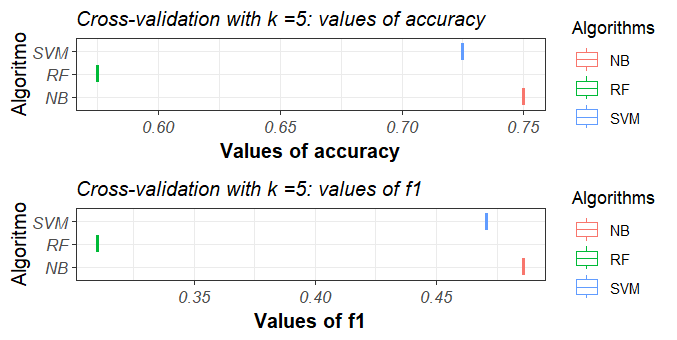 Cross-validation with k =5: values of accuracy
Algoritmo
SVM
RF
NB
0.60 0.65 0.70 0.75
Values of accuracy
Algorithms
NB
RF
SVM
Cross-validation with k =5: values of f1
Algoritmo
SVM
RF
NB
0.35 0.40 0.45
Values of f1
Algorithms
NB
RF
SVM